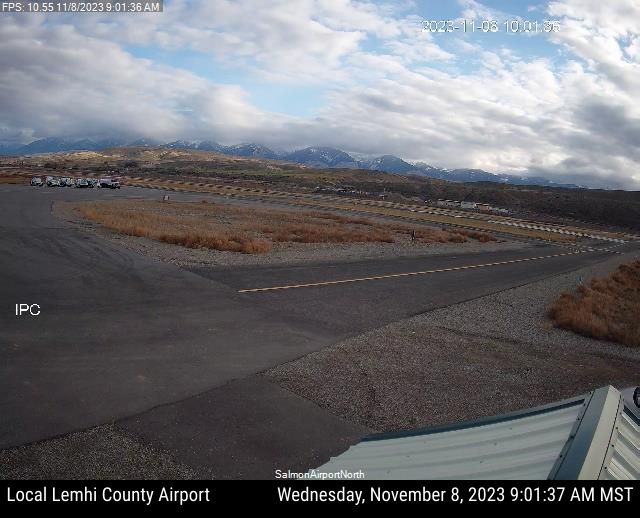 FPS: 10.55 11/8/2023 9:01:36 AM
2023-11-08 10:01:35
IPC
SalmonAirportNorth
Local Lemhi County Airport
Wednesday, November 8, 2023 9:01:37 AM MST